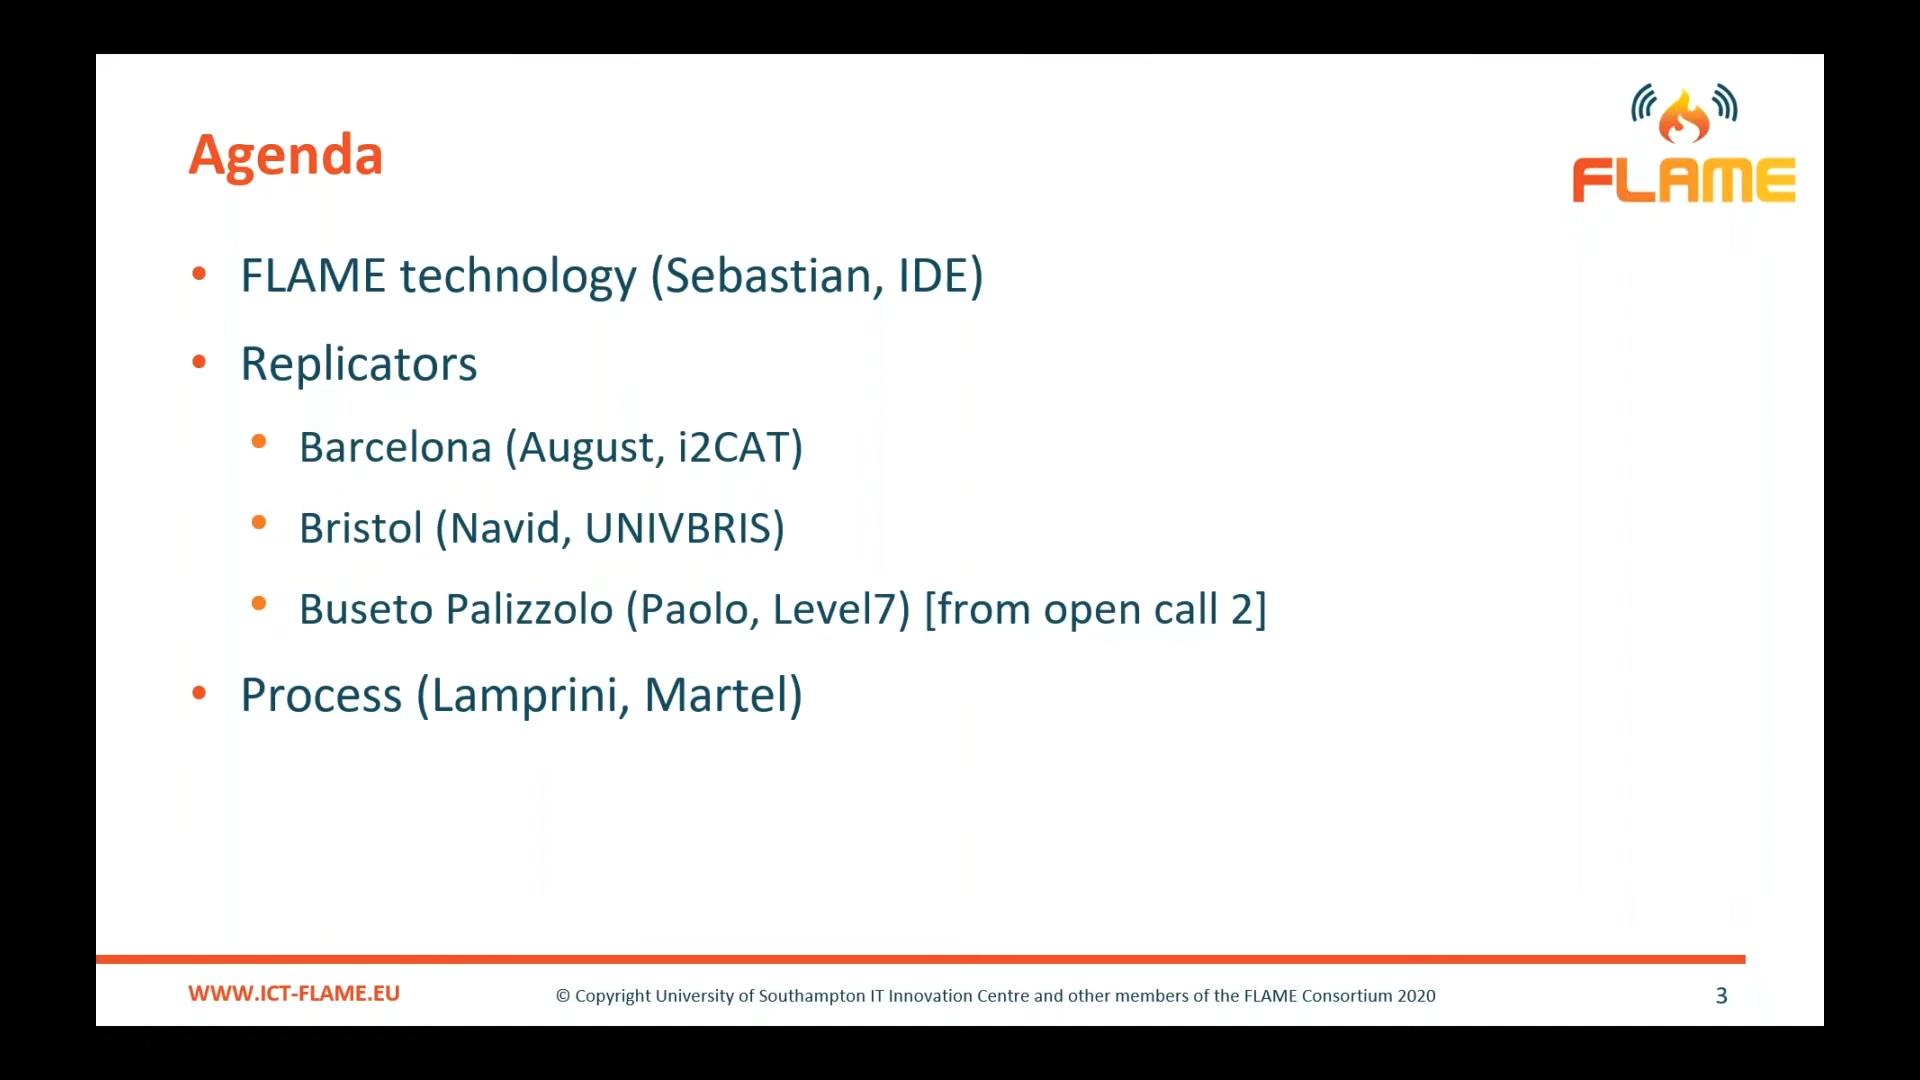 FLAME
Agenda
• FLAME technology (Sebastian, IDE)
• Replicators
• Barcelona (August, i2CAT)
• Bristol (Navid, UNIVBRIS)
• Buseto Palizzolo (Paolo, Level7) [from open call 2]
• Process (Lamprini, Martel)
WWW.ICT-FLAME.EU
© Copyright University of Southampton IT Innovation Centre and other members of the FLAME Consortium 2020
3